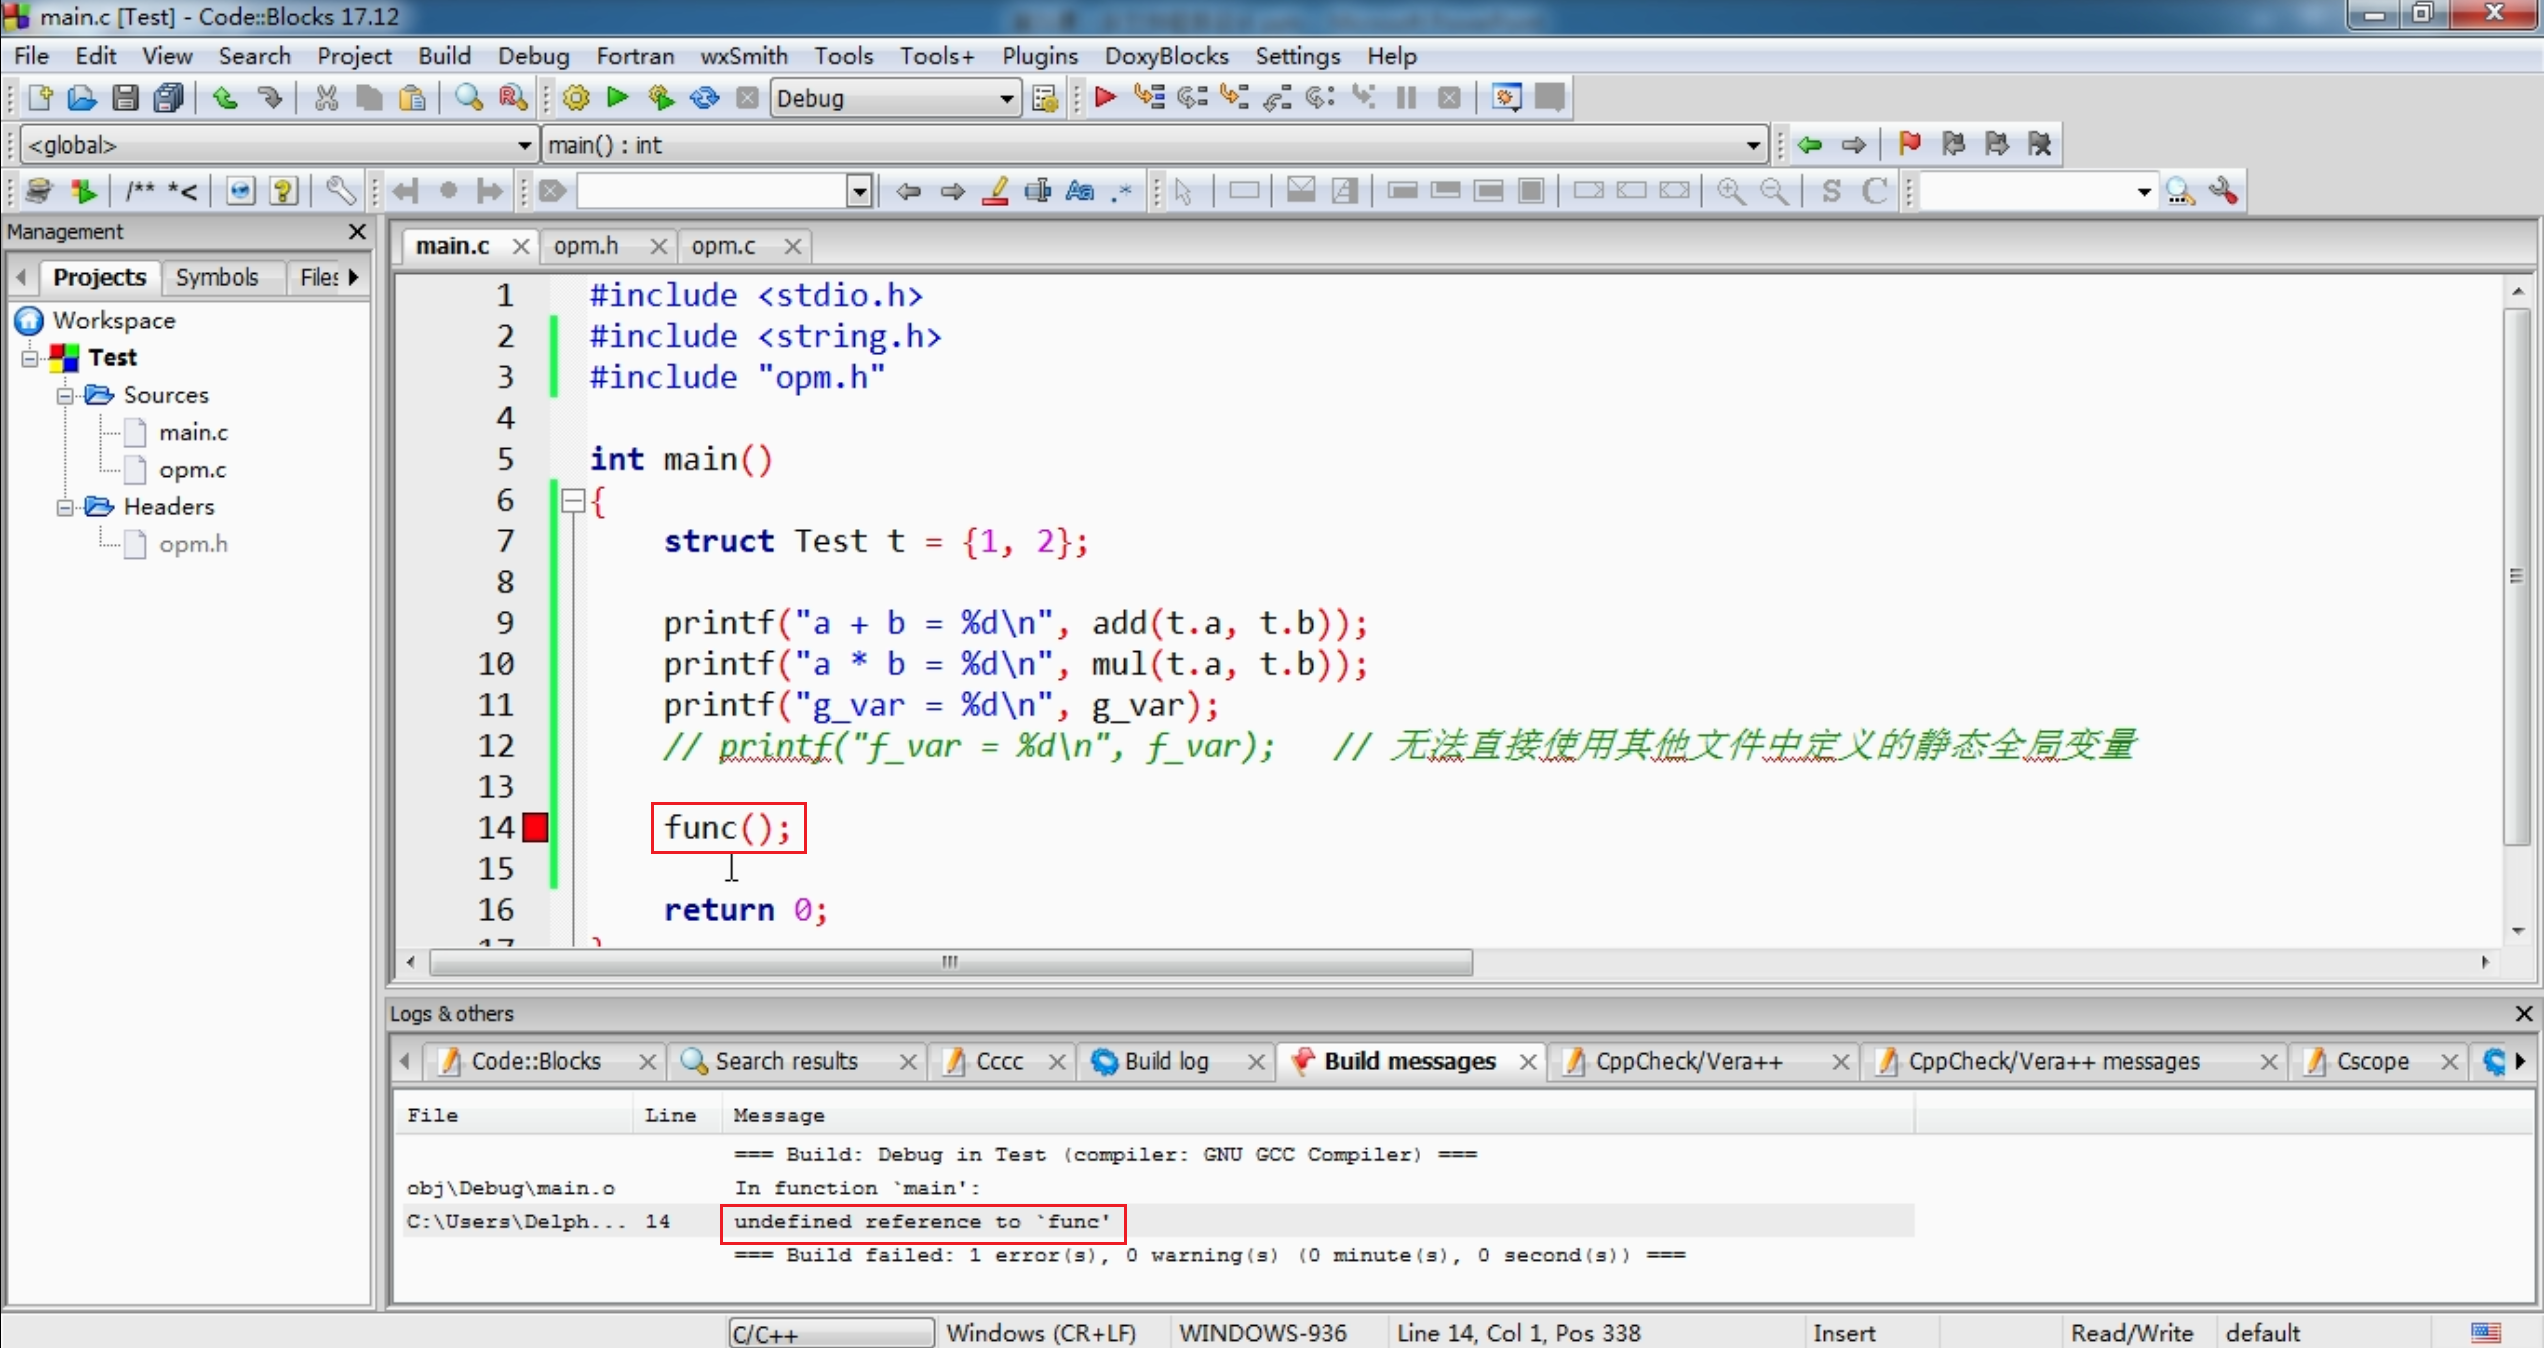 main.c [Test] - Code::Blocks 17.12
File Edit View Search Project Build Debug Fortran wxSmith Tools Tools+ Plugins DoxyBlocks Settings Help
Debug
<global> main() : int
/** *<
S C
Management
main.c opm.h opm.c
Projects Symbols Files
Workspace
Test
Sources
main.c
opm.c
Headers
opm.h
1 #include <stdio.h>
2 #include <string.h>
3 #include "opm.h"
4
5 int main()
6 {
7 struct Test t = {1, 2};
8
9 printf("a + b = %d\n", add(t.a, t.b));
10 printf("a * b = %d\n", mul(t.a, t.b));
11 printf("g_var = %d\n", g_var);
12 // printf("f_var = %d\n", f_var); // 无法直接使用其他文件中定义的静态全局变量
13
14 func();
15
16 return 0;
17 }
Logs & others
Code::Blocks Search results Cccc Build log Build messages CppCheck/Vera++ CppCheck/Vera++ messages Cscope
File Line Message
=== Build: Debug in Test (compiler: GNU GCC Compiler) ===
obj\Debug\main.o In function `main':
C:\Users\Delph... 14 undefined reference to `func'
=== Build failed: 1 error(s), 0 warning(s) (0 minute(s), 0 second(s)) ===
C/C++ Windows (CR+LF) WINDOWS-936 Line 14, Col 1, Pos 338 Insert Read/Write default